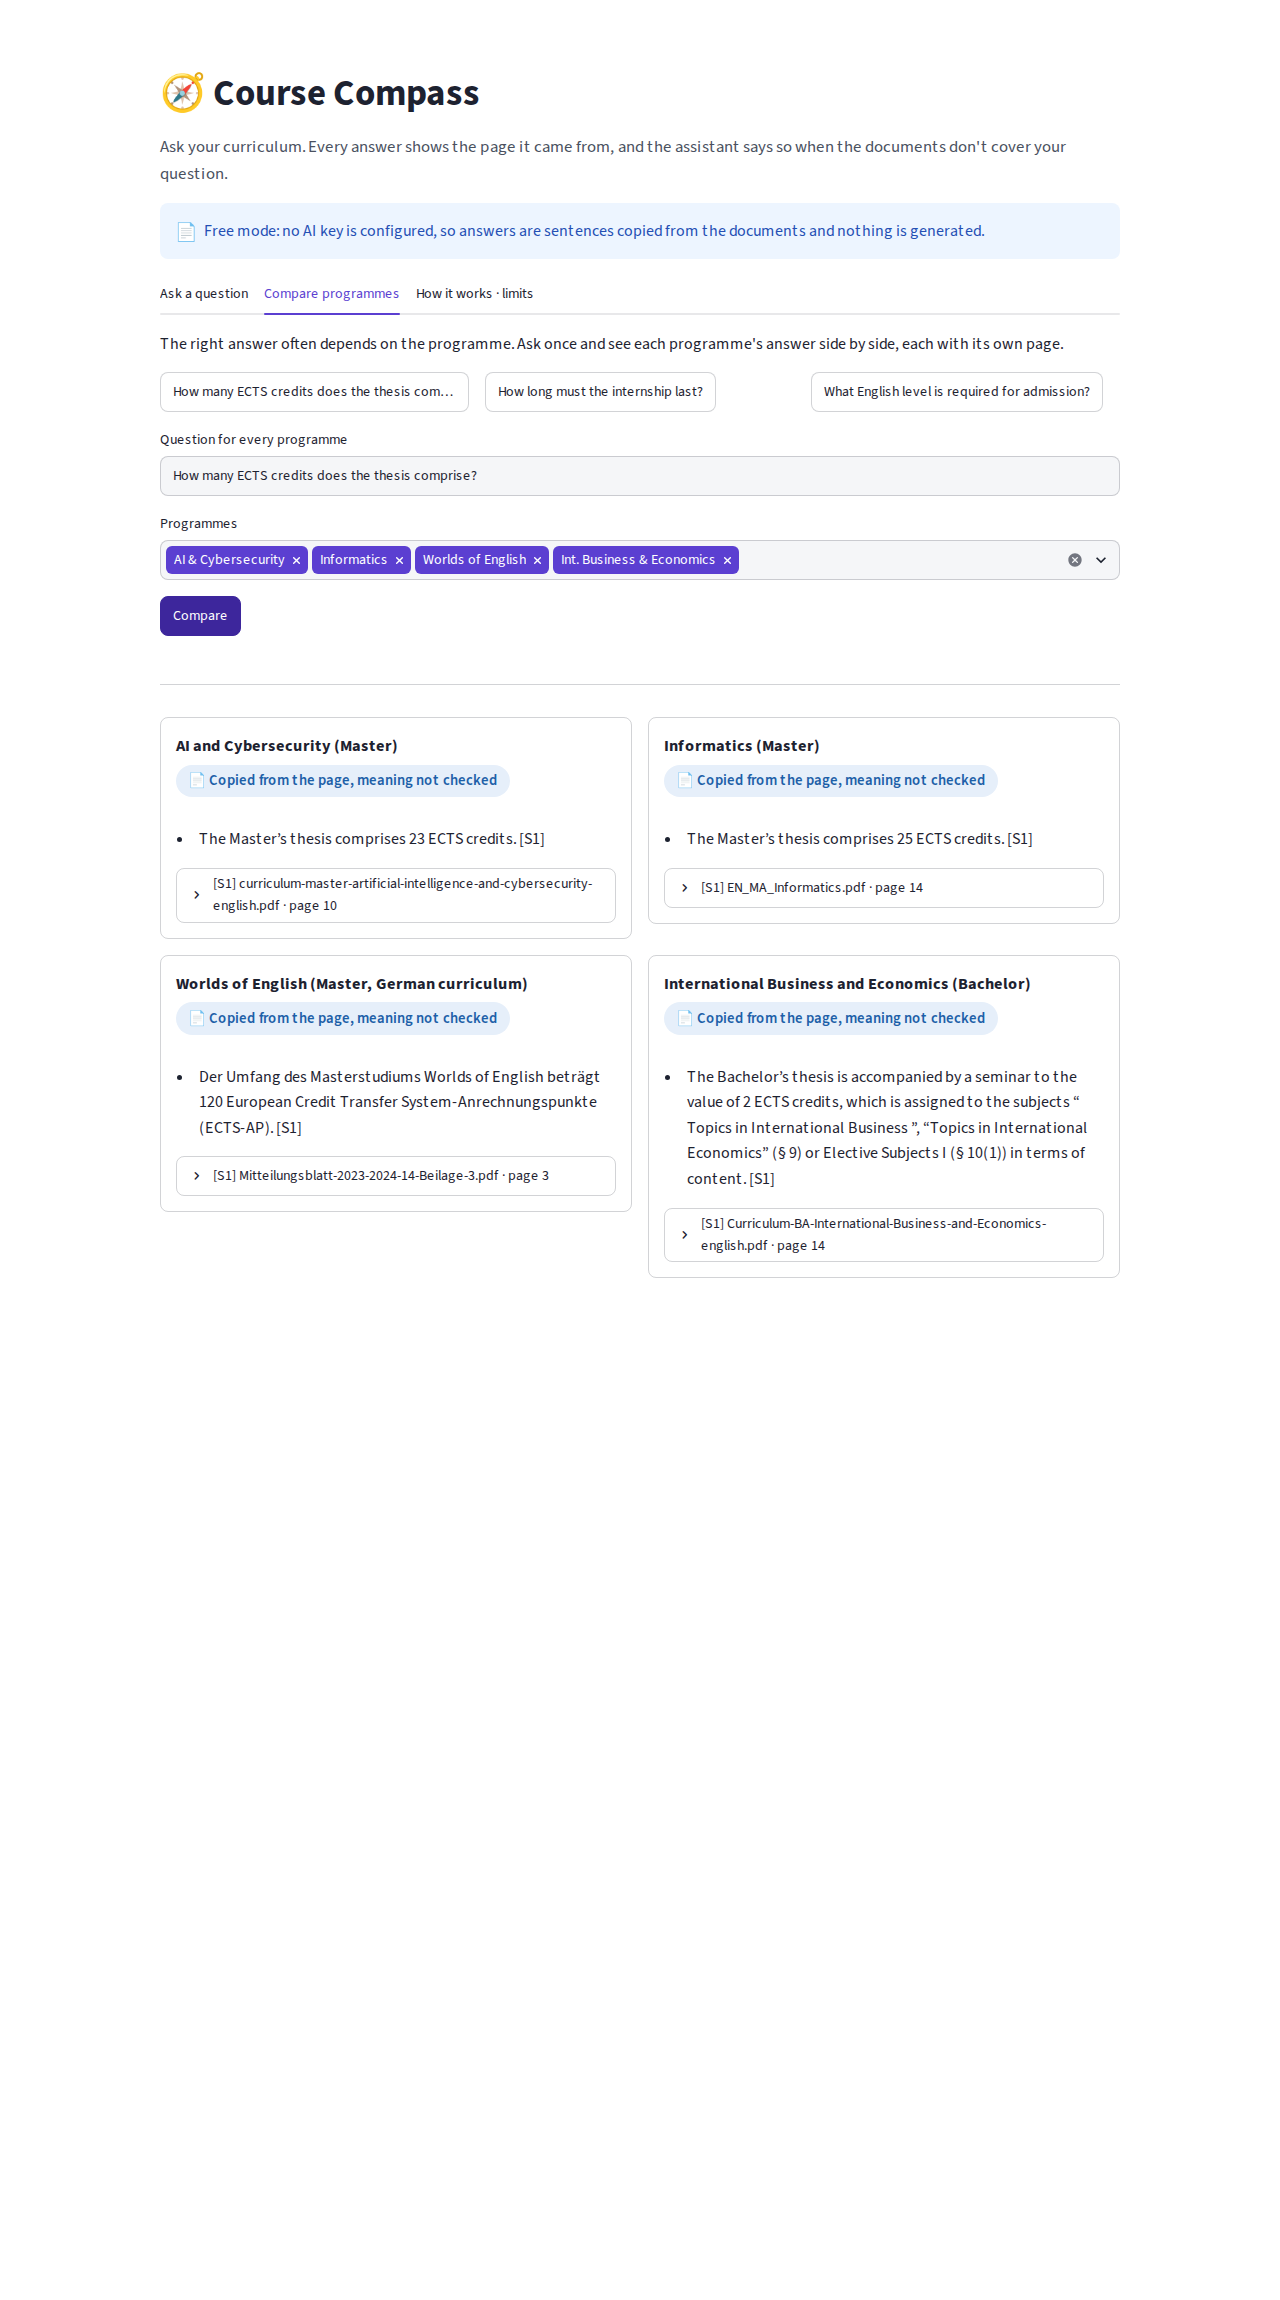 🧭 Course Compass
Ask your curriculum. Every answer shows the page it came from, and the assistant says so when the documents don't cover your
question.
📄 Free mode: no AI key is configured, so answers are sentences copied from the documents and nothing is generated.
Ask a question Compare programmes How it works · limits
The right answer often depends on the programme. Ask once and see each programme's answer side by side, each with its own page.
How many ECTS credits does the thesis com… How long must the internship last? What English level is required for admission?
Question for every programme
How many ECTS credits does the thesis comprise?
Programmes
AI & Cybersecurity Informatics Worlds of English Int. Business & Economics
Compare
AI and Cybersecurity (Master)
📄 Copied from the page, meaning not checked
• The Master’s thesis comprises 23 ECTS credits. [S1]
[S1] curriculum-master-artificial-intelligence-and-cybersecurity-
english.pdf · page 10
Informatics (Master)
📄 Copied from the page, meaning not checked
• The Master’s thesis comprises 25 ECTS credits. [S1]
[S1] EN_MA_Informatics.pdf · page 14
Worlds of English (Master, German curriculum)
📄 Copied from the page, meaning not checked
• Der Umfang des Masterstudiums Worlds of English beträgt
120 European Credit Transfer System-Anrechnungspunkte
(ECTS-AP). [S1]
[S1] Mitteilungsblatt-2023-2024-14-Beilage-3.pdf · page 3
International Business and Economics (Bachelor)
📄 Copied from the page, meaning not checked
• The Bachelor’s thesis is accompanied by a seminar to the
value of 2 ECTS credits, which is assigned to the subjects “
Topics in International Business ”, “Topics in International
Economics” (§ 9) or Elective Subjects I (§ 10(1)) in terms of
content. [S1]
[S1] Curriculum-BA-International-Business-and-Economics-
english.pdf · page 14